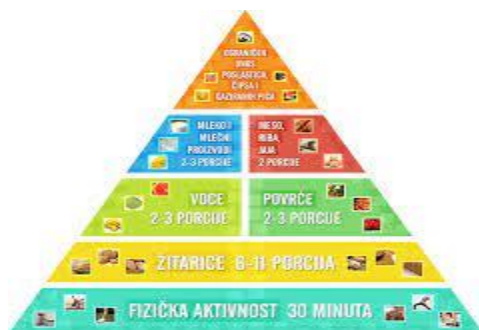 OGRANIČEN
UNOS
POSLASTICA,
ČIPSA I
GAZIRANIH PIĆA
MLEKO I
MLEČNI
PROIZVODI
2-3 PORCIJE
MESO,
RIBA,
JAJA
2 PORCIJE
VOĆE
2-3 PORCIJE
POVRĆE
2-3 PORCIJE
ŽITARICE 6-11 PORCIJA
FIZIČKA AKTIVNOST 30 MINUTA